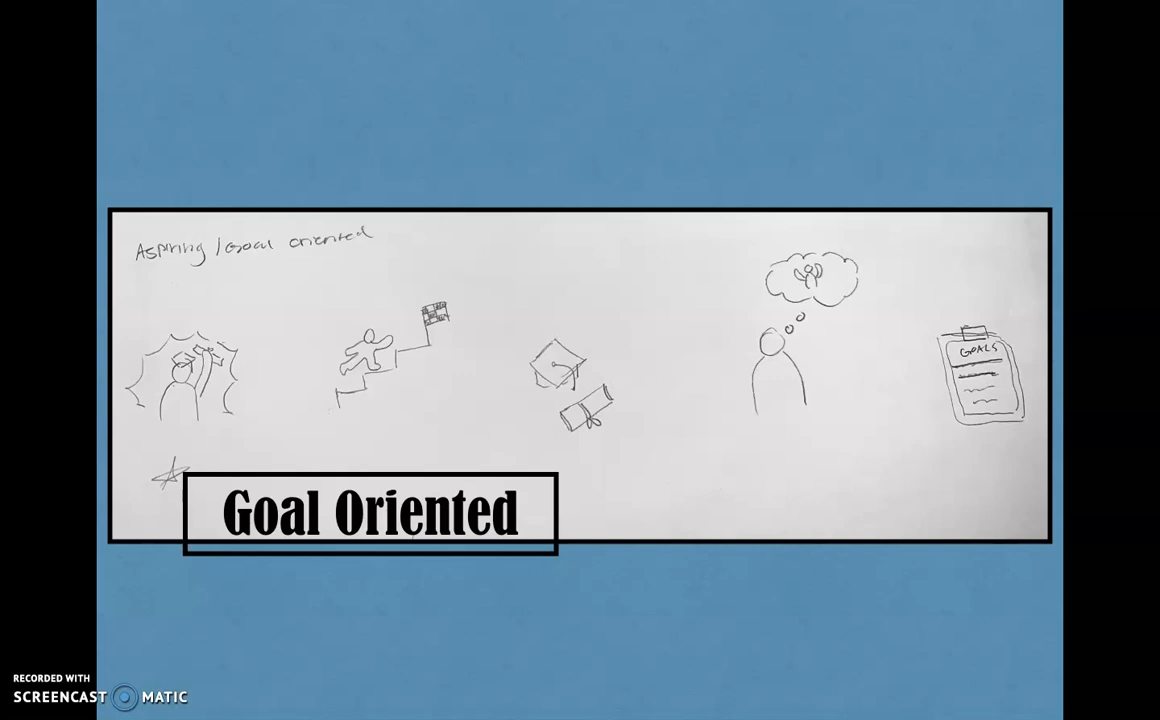 Aspiring / Goal oriented
GOALS
Goal Oriented
RECORDED WITH
SCREENCAST MATIC